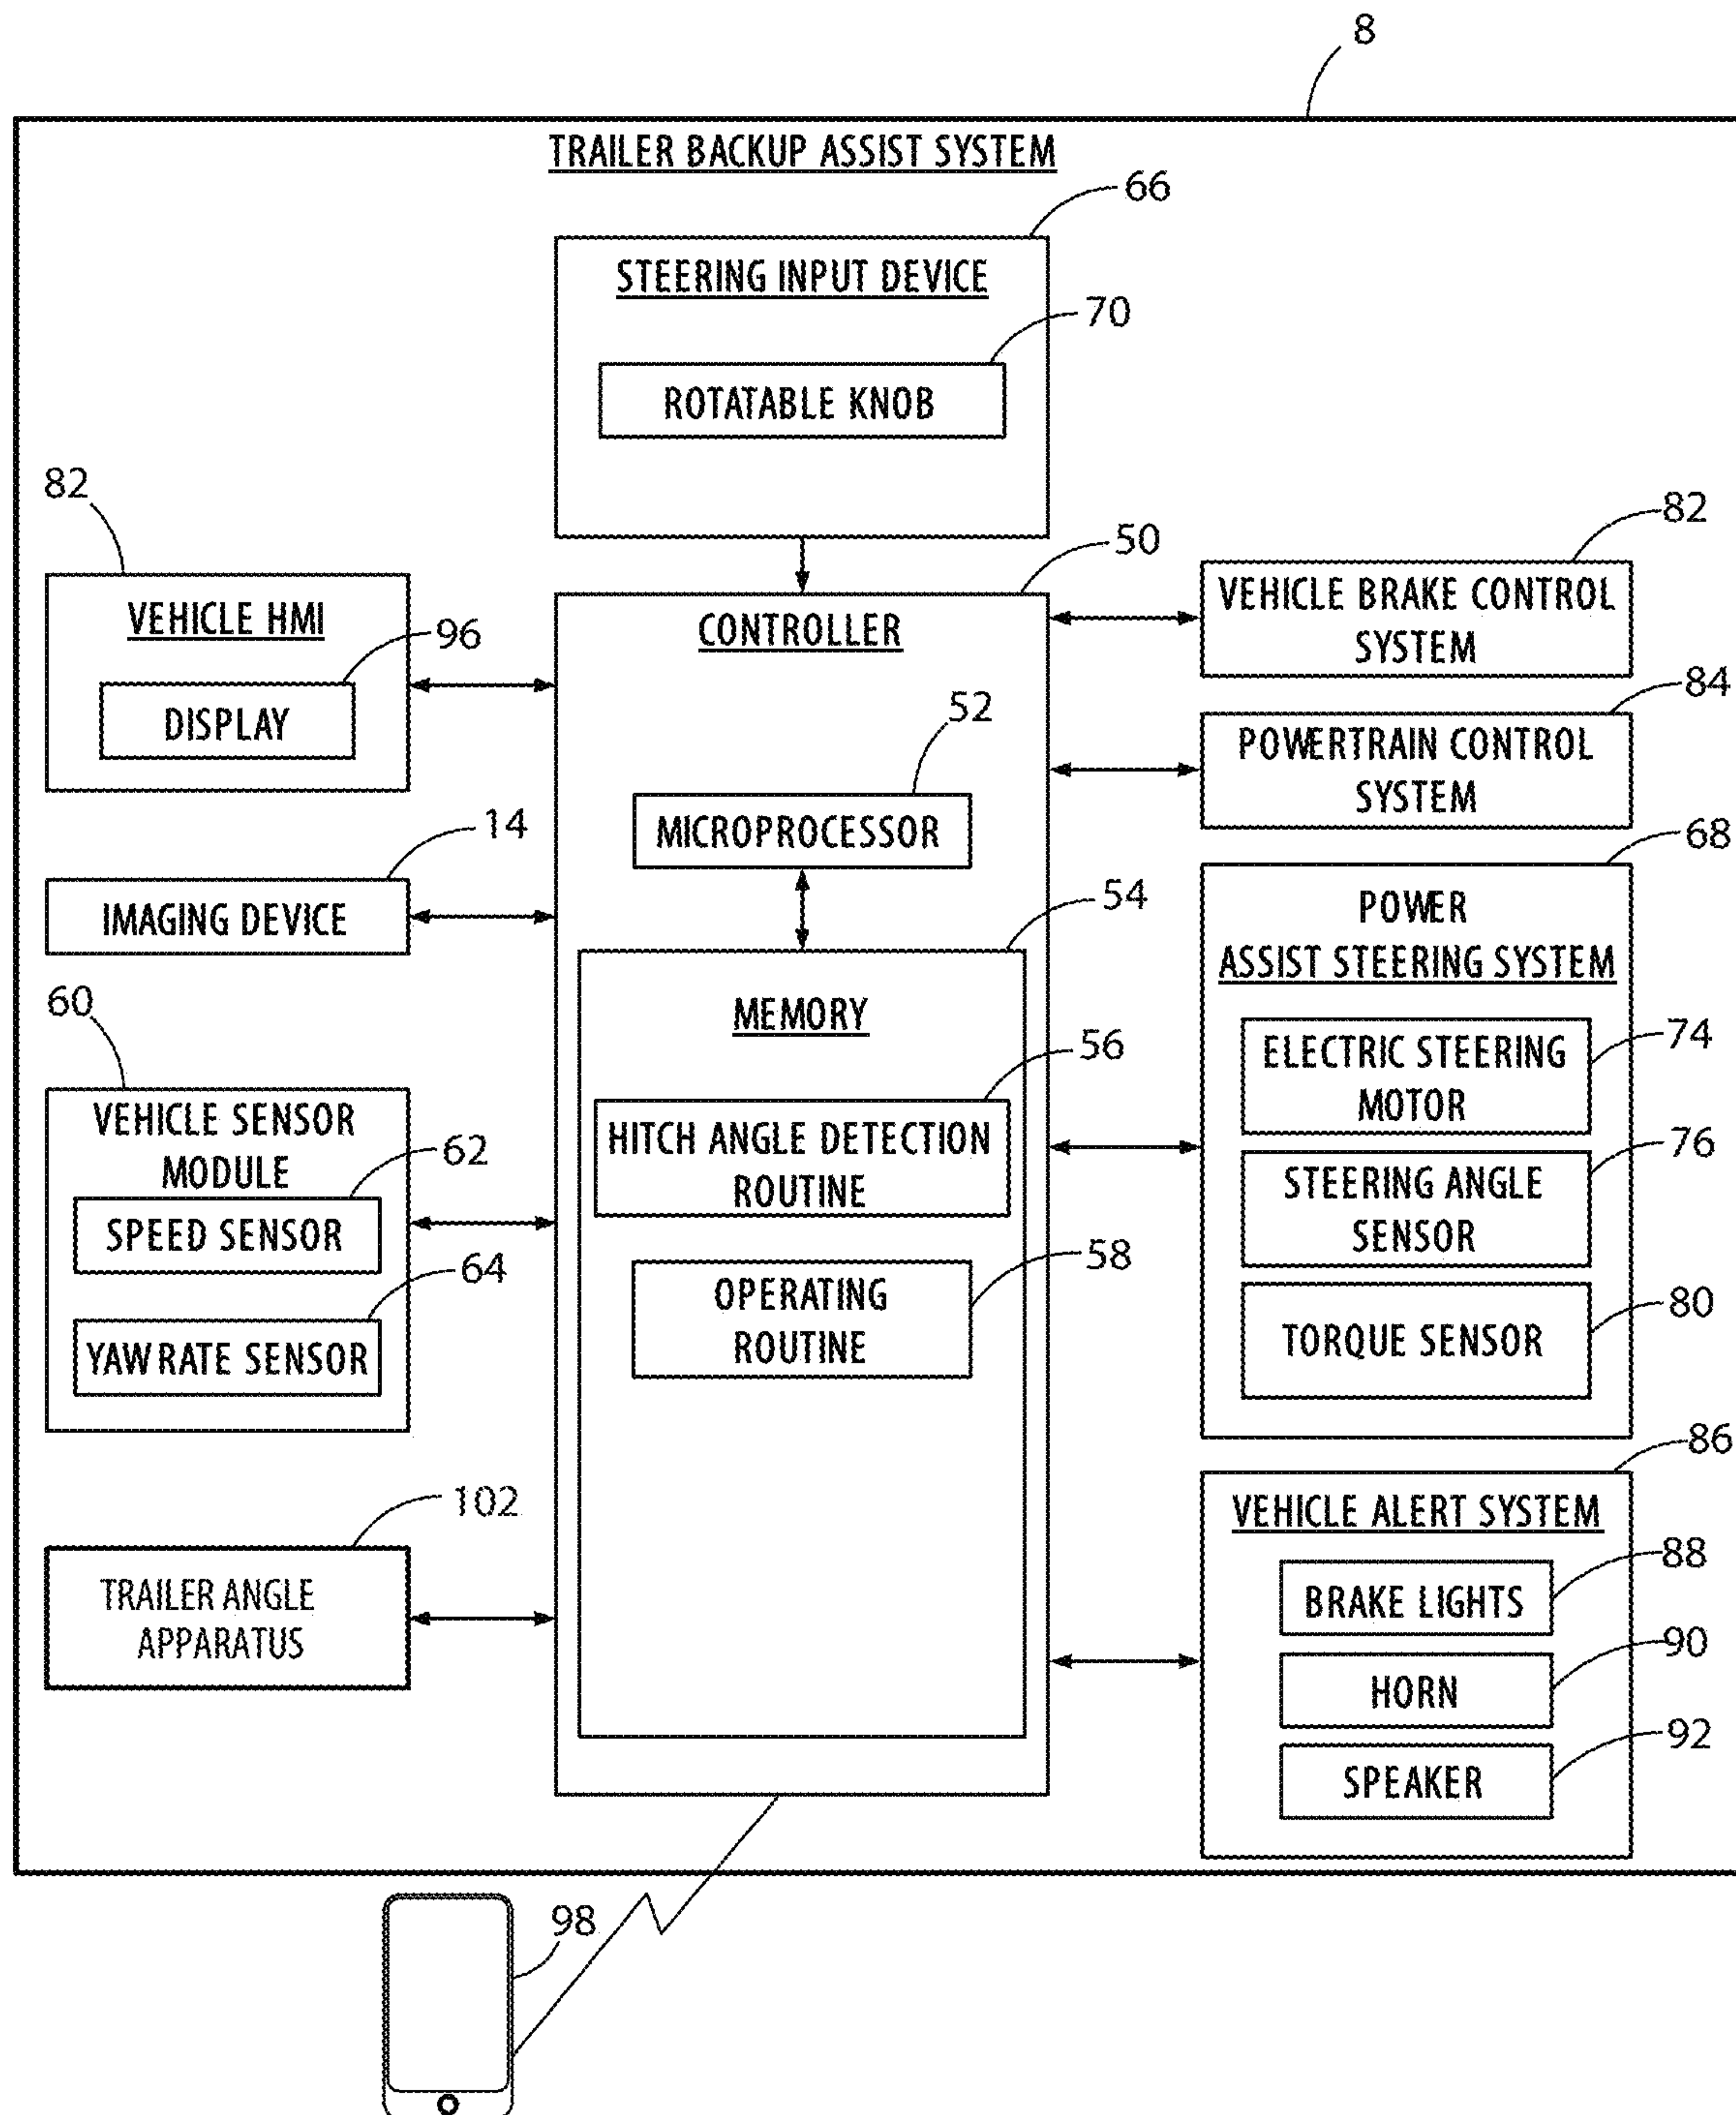 8
TRAILER BACKUP ASSIST SYSTEM
66
STEERING INPUT DEVICE
70
ROTATABLE KNOB
82
VEHICLE HMI
96
DISPLAY
14
IMAGING DEVICE
60
VEHICLE SENSOR
MODULE
62
SPEED SENSOR
64
YAW RATE SENSOR
102
TRAILER ANGLE
APPARATUS
50
CONTROLLER
52
MICROPROCESSOR
54
MEMORY
56
HITCH ANGLE DETECTION
ROUTINE
58
OPERATING
ROUTINE
82
VEHICLE BRAKE CONTROL
SYSTEM
84
POWERTRAIN CONTROL
SYSTEM
68
POWER
ASSIST STEERING SYSTEM
74
ELECTRIC STEERING
MOTOR
76
STEERING ANGLE
SENSOR
80
TORQUE SENSOR
86
VEHICLE ALERT SYSTEM
88
BRAKE LIGHTS
90
HORN
92
SPEAKER
98